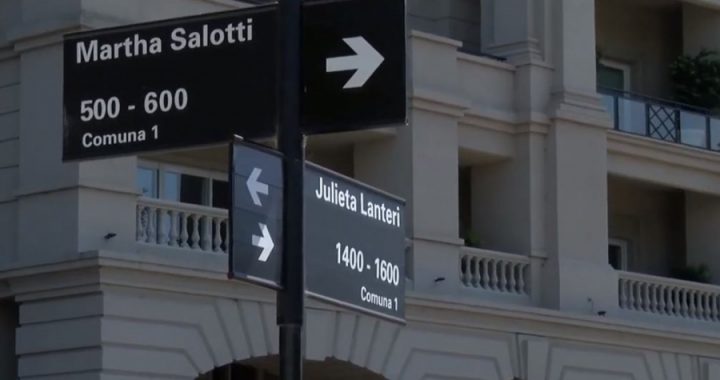 Martha Salotti
500 - 600
Comuna 1
Julieta Lanteri
1400 - 1600
Comuna 1